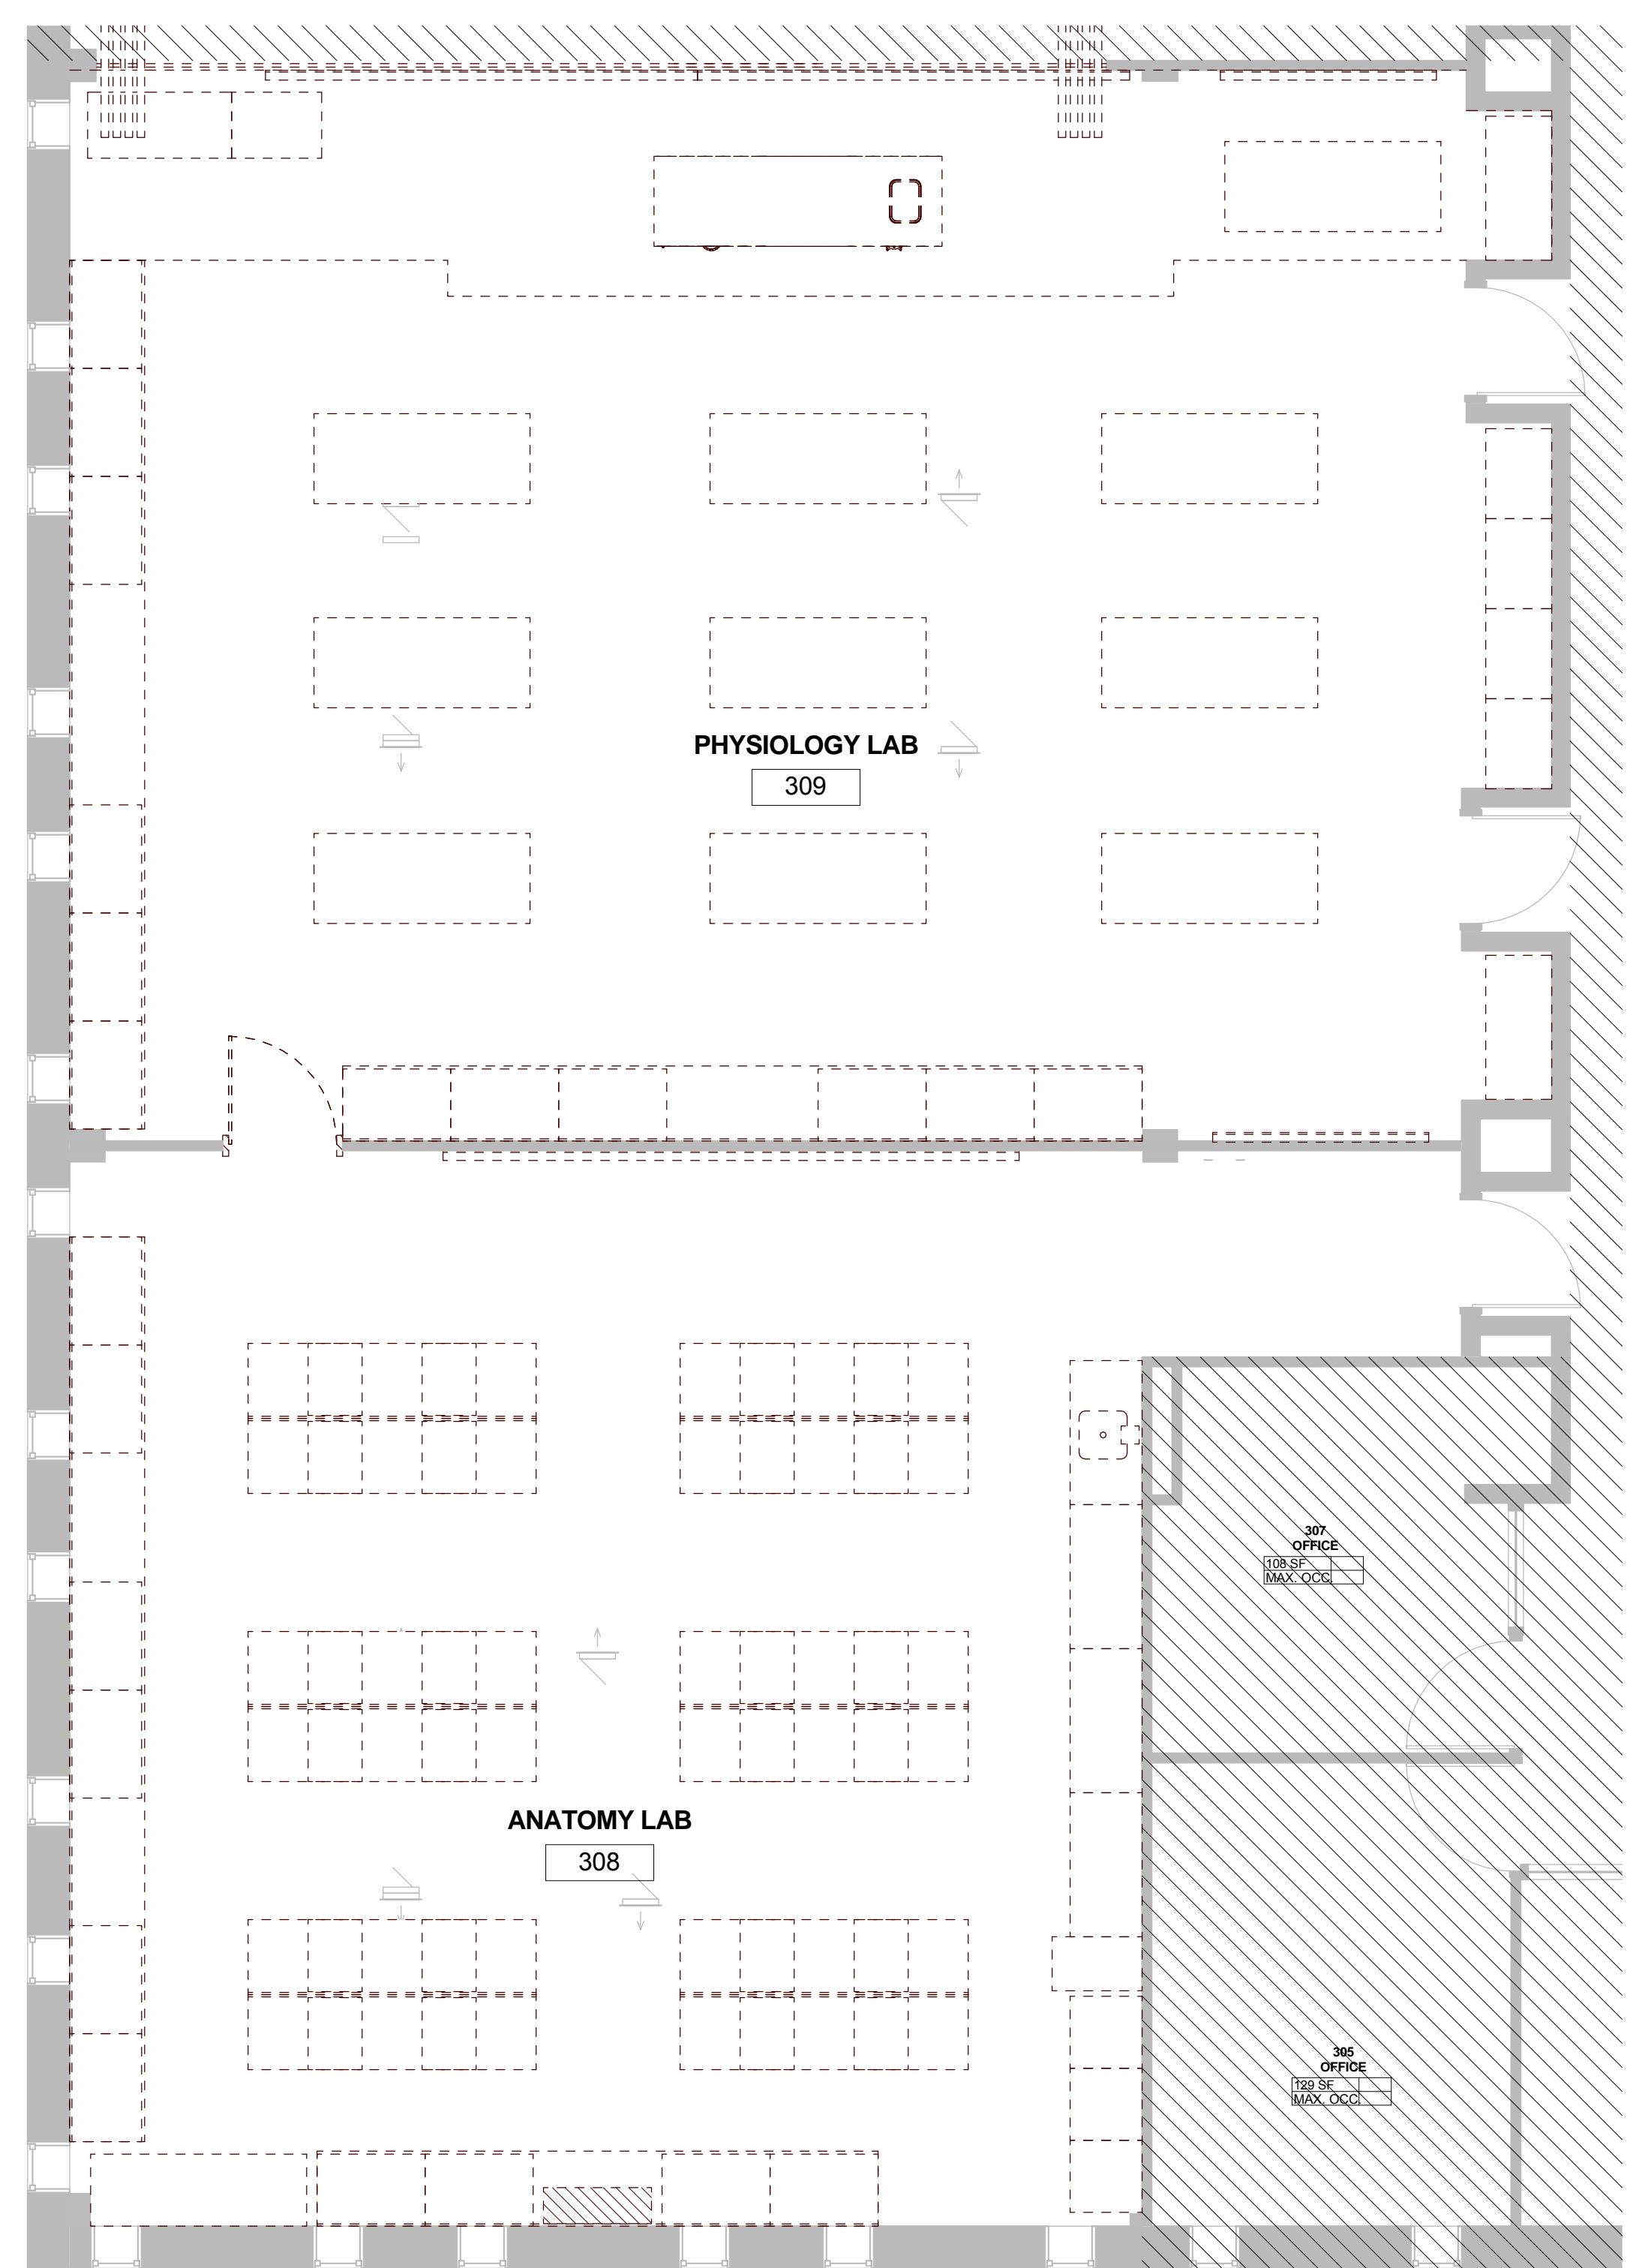 PHYSIOLOGY LAB
309
307
OFFICE
108 SF
MAX. OCC.
ANATOMY LAB
308
305
OFFICE
129 SF
MAX. OCC.